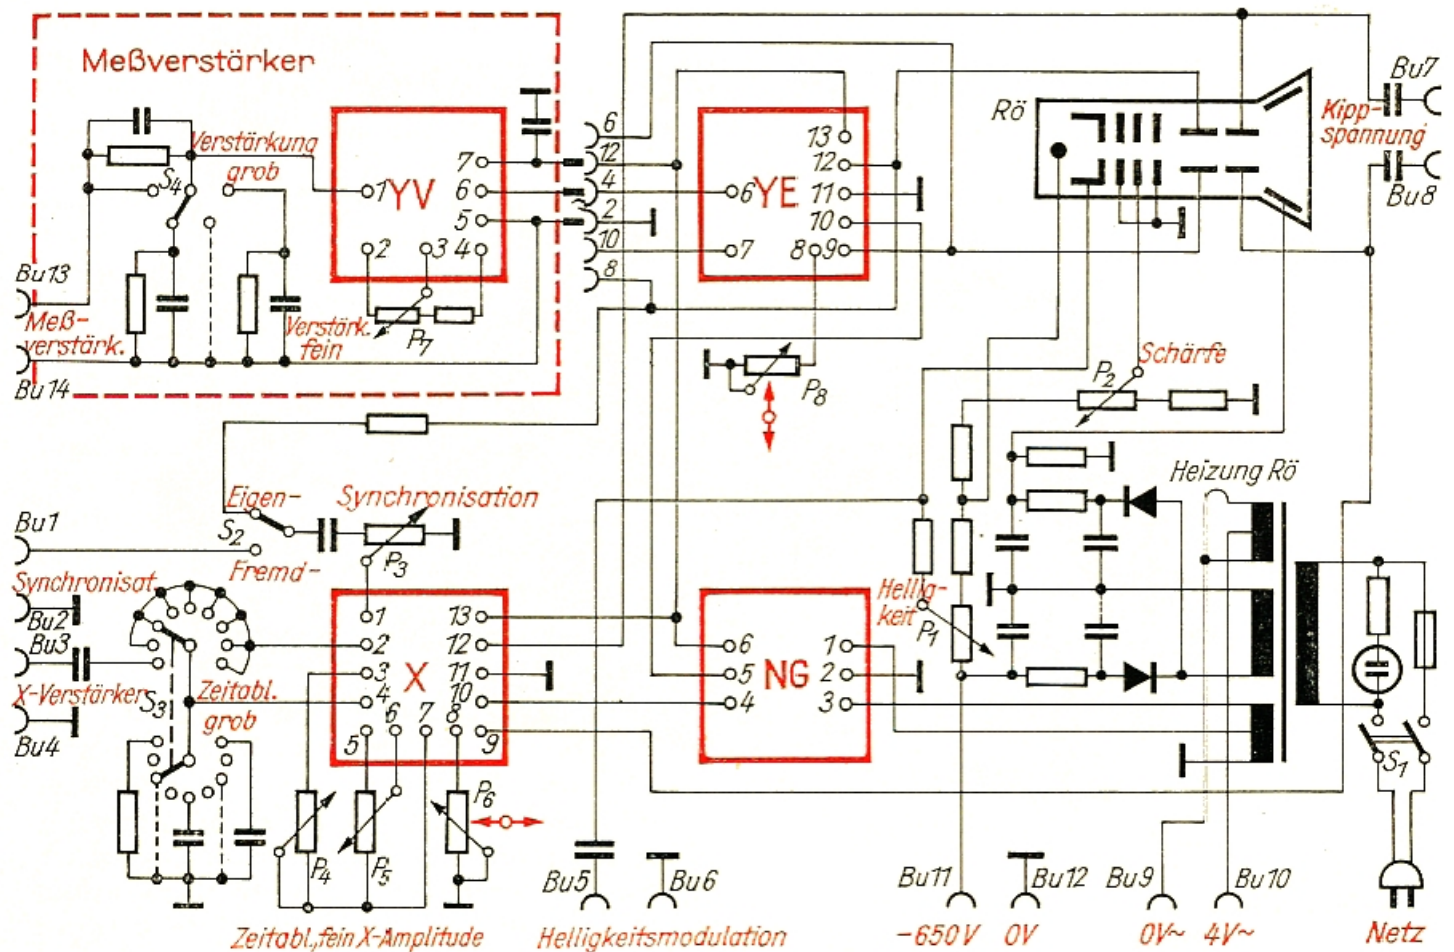 Meßverstärker
Verstärkung
grob
S4
YV
7
6
5
1
2
3
4
P7
Verstärk.
fein
Bu13
Meß-
verstärk.
Bu14
6
12
4
2
10
8
YE
13
12
11
10
9
8
6
7
P8
Rö
Bu7
Kipp-
spannung
Bu8
P2
Schärfe
Heizung Rö
Eigen-
Synchronisation
S2
Fremd-
P3
Bu1
Synchronisat.
Bu2
Bu3
X-Verstärker
Bu4
S3
Zeitabl.
grob
X
1
2
3
4
5
6
7
8
9
10
11
12
13
NG
6
5
4
1
2
3
Hellig-
keit
P1
S1
P4
P5
P6
Bu5
Bu6
Bu11
Bu12
Bu9
Bu10
Zeitabl.,fein X-Amplitude
Helligkeitsmodulation
-650V
0V
0V~
4V~
Netz